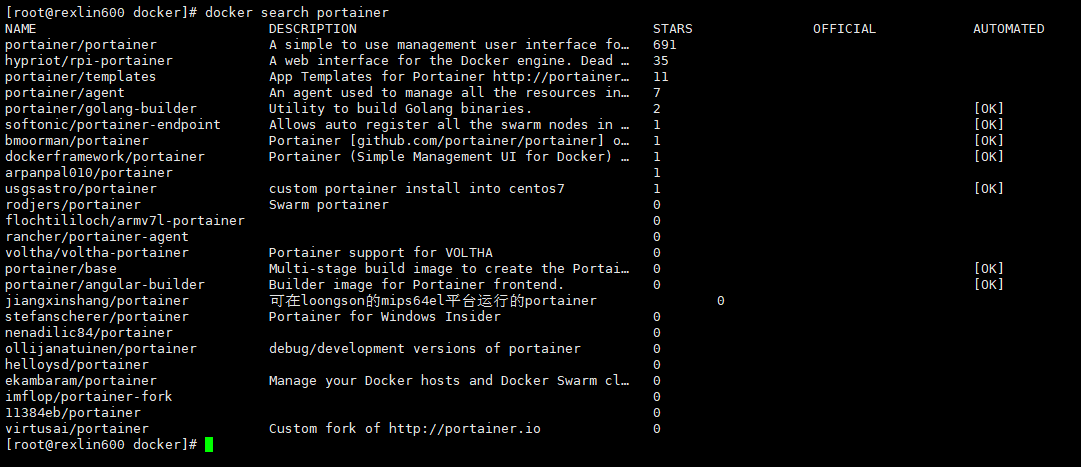 [root@rexlin600 docker]# docker search portainer
NAME DESCRIPTION STARS OFFICIAL AUTOMATED
portainer/portainer A simple to use management user interface fo… 691
hypriot/rpi-portainer A web interface for the Docker engine. Dead … 35
portainer/templates App Templates for Portainer http://portainer… 11
portainer/agent An agent used to manage all the resources in… 7
portainer/golang-builder Utility to build Golang binaries. 2 [OK]
softonic/portainer-endpoint Allows auto register all the swarm nodes in … 1 [OK]
bmoorman/portainer Portainer [github.com/portainer/portainer] o… 1 [OK]
dockerframework/portainer Portainer (Simple Management UI for Docker) … 1 [OK]
arpanpal010/portainer 1
usgsastro/portainer custom portainer install into centos7 1 [OK]
rodjers/portainer Swarm portainer 0
flochtililoch/armv7l-portainer 0
rancher/portainer-agent 0
voltha/voltha-portainer Portainer support for VOLTHA 0
portainer/base Multi-stage build image to create the Portai… 0 [OK]
portainer/angular-builder Builder image for Portainer frontend. 0 [OK]
jiangxinshang/portainer 可在loongson的mips64el平台运行的portainer 0
stefanscherer/portainer Portainer for Windows Insider 0
nenadilic84/portainer 0
ollijanatuinen/portainer debug/development versions of portainer 0
helloysd/portainer 0
ekambaram/portainer Manage your Docker hosts and Docker Swarm cl… 0
imflop/portainer-fork 0
11384eb/portainer 0
virtusai/portainer Custom fork of http://portainer.io 0
[root@rexlin600 docker]#